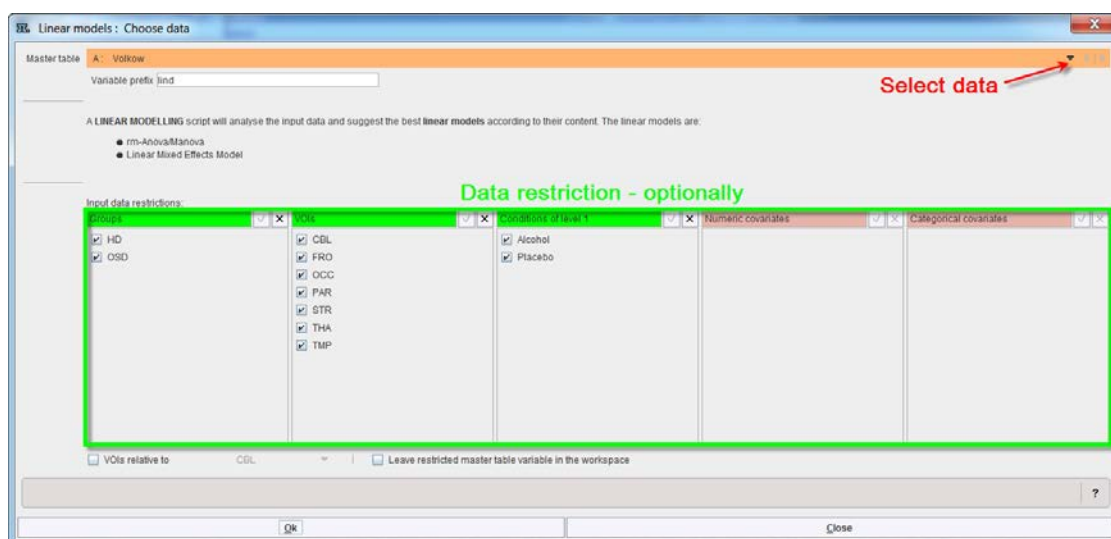 Linear models : Choose data
Master table A : Volkow
Variable prefix lind
Select data
A LINEAR MODELLING script will analyse the input data and suggest the best linear models according to their content. The linear models are:
rm-Anova/Manova
Linear Mixed Effects Model
Data restriction - optionally
Input data restrictions:
Groups VOIs Conditions of level 1 Numeric covariates Categorical covariates
HD CBL Alcohol
OSD FRO Placebo
OCC
PAR
STR
THA
TMP
VOIs relative to CBL Leave restricted master table variable in the workspace
?
Ok Close